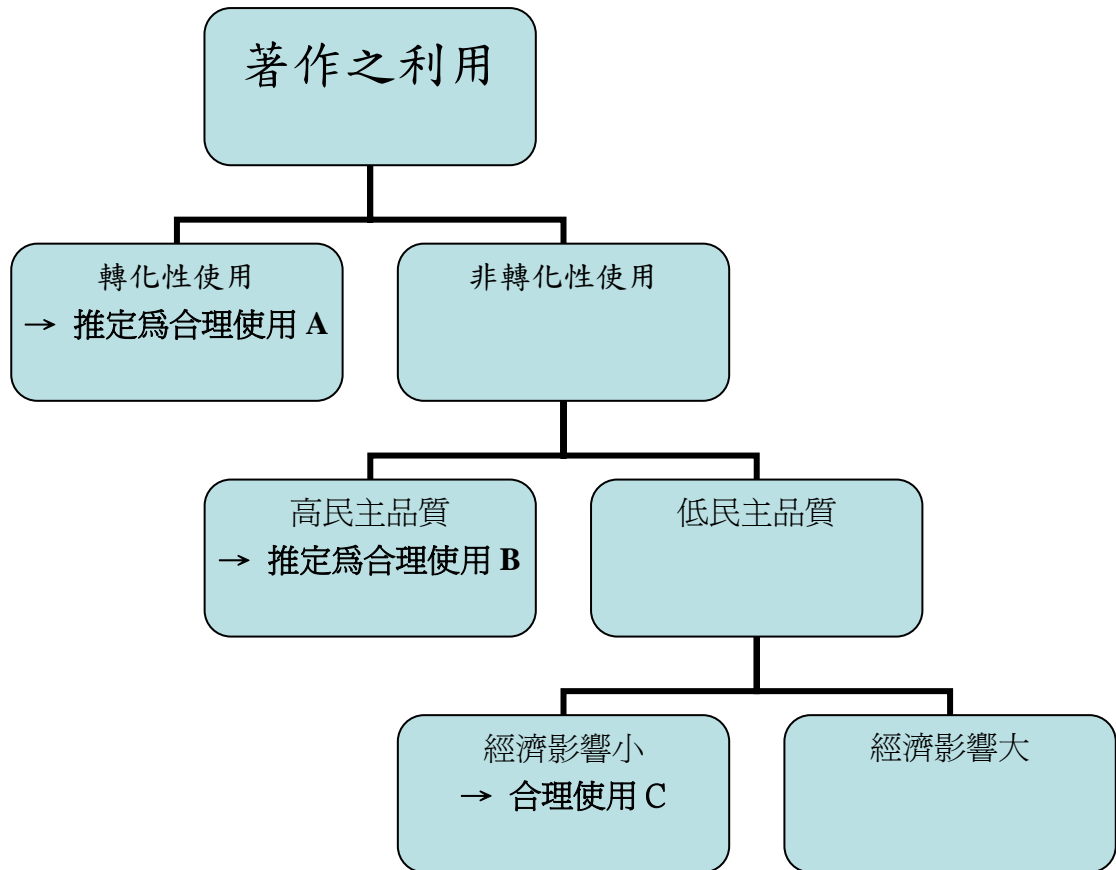 著作之利用
轉化性使用
→ 推定爲合理使用 A
非轉化性使用
高民主品質
→ 推定爲合理使用 B
低民主品質
經濟影響小
→ 合理使用 C
經濟影響大